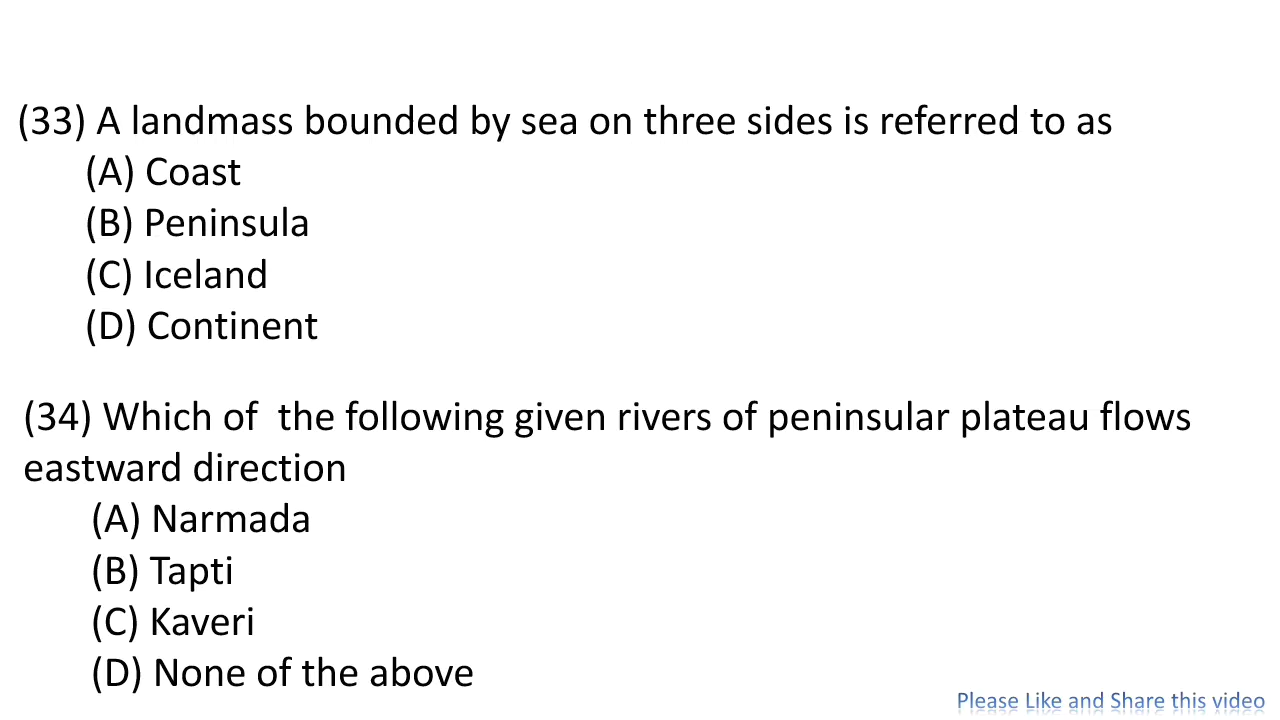 (33) A landmass bounded by sea on three sides is referred to as
(A) Coast
(B) Peninsula
(C) Iceland
(D) Continent
(34) Which of  the following given rivers of peninsular plateau flows
eastward direction
(A) Narmada
(B) Tapti
(C) Kaveri
(D) None of the above
Please Like and Share this video